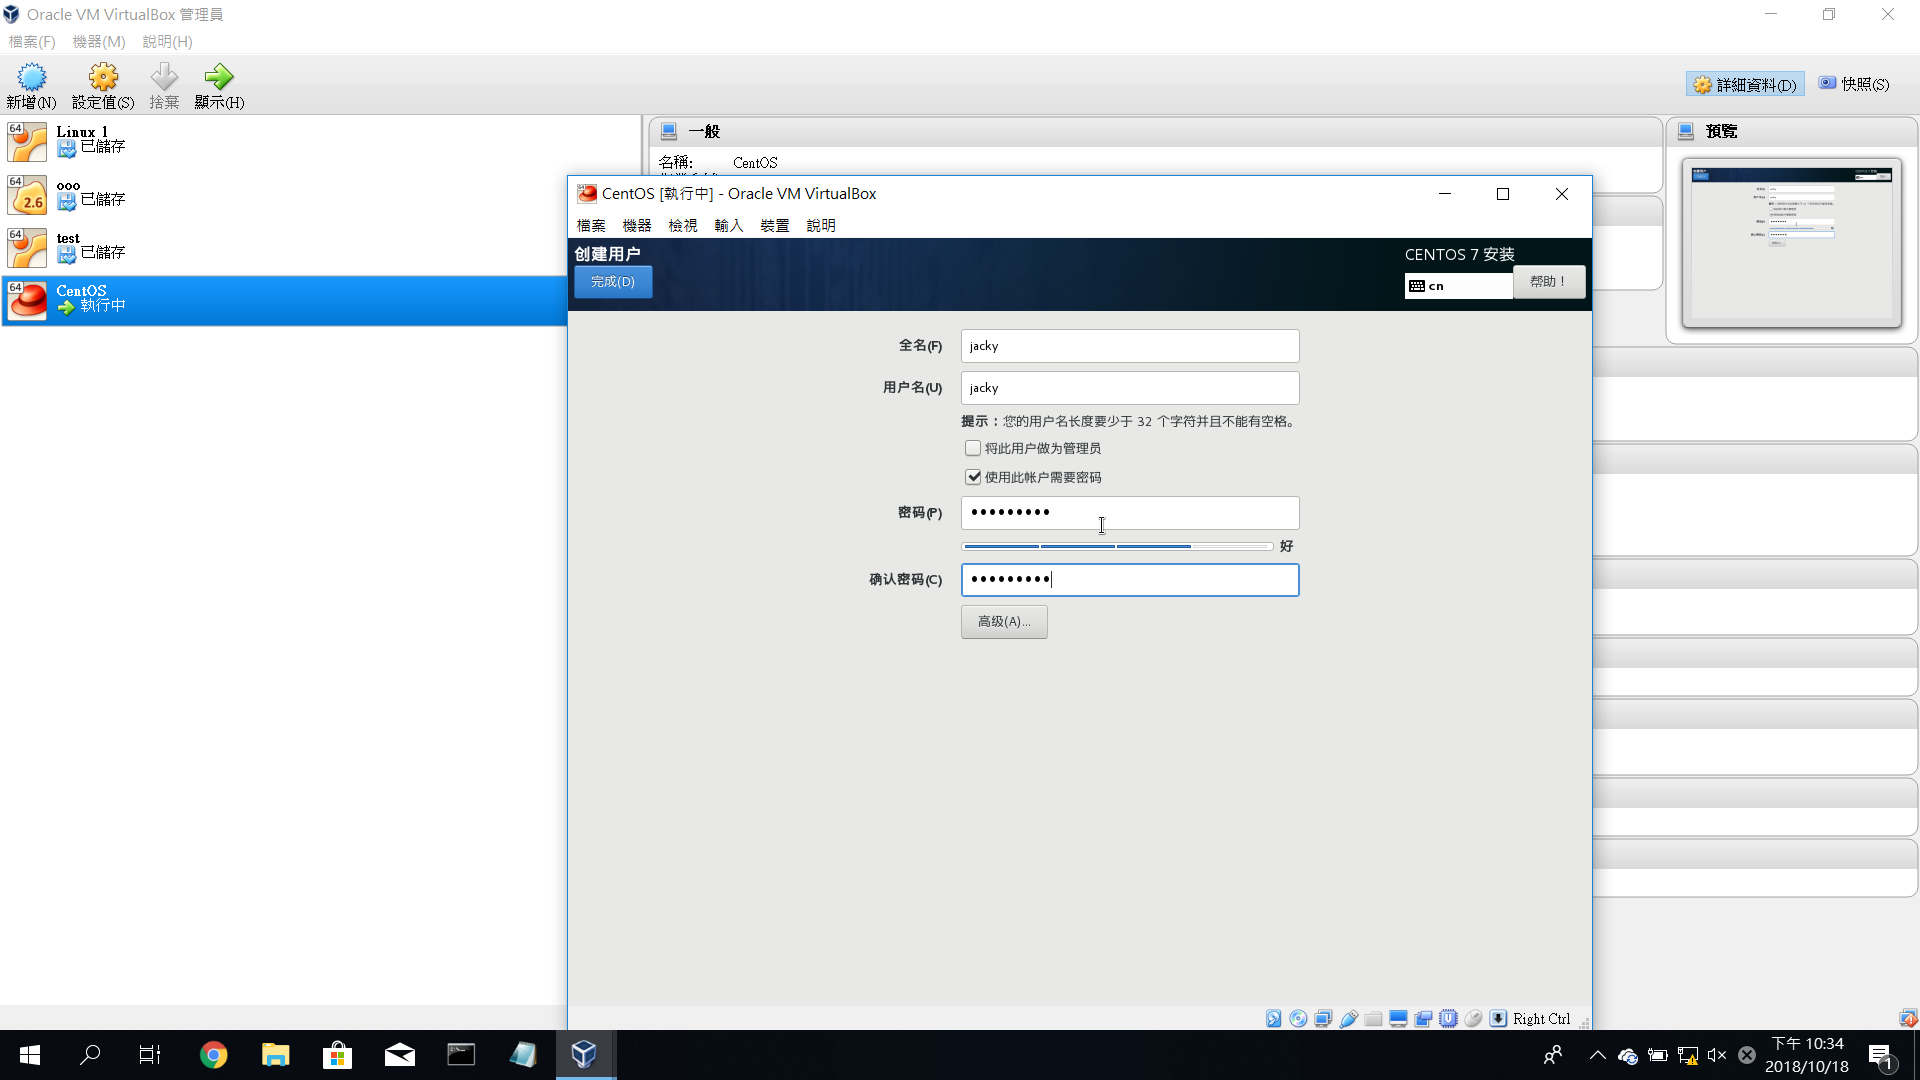 Oracle VM VirtualBox 管理員
檔案(F) 機器(M) 說明(H)
新增(N) 設定值(S) 捨棄 顯示(H)
詳細資料(D) 快照(S)
64
Linux 1
已儲存
64
2.6
ooo
已儲存
64
test
已儲存
64
CentOS
執行中
一般
名稱: CentOS
預覽
CentOS [執行中] - Oracle VM VirtualBox
檔案 機器 檢視 輸入 裝置 說明
创建用户
完成(D)
CENTOS 7 安装
cn
帮助！
全名(F) jacky
用户名(U) jacky
提示：您的用户名长度要少于 32 个字符并且不能有空格。
将此用户做为管理员
使用此帐户需要密码
密码(P) •••••••••
好
确认密码(C) •••••••••
高级(A)...
Right Ctrl
下午 10:34
2018/10/18
1